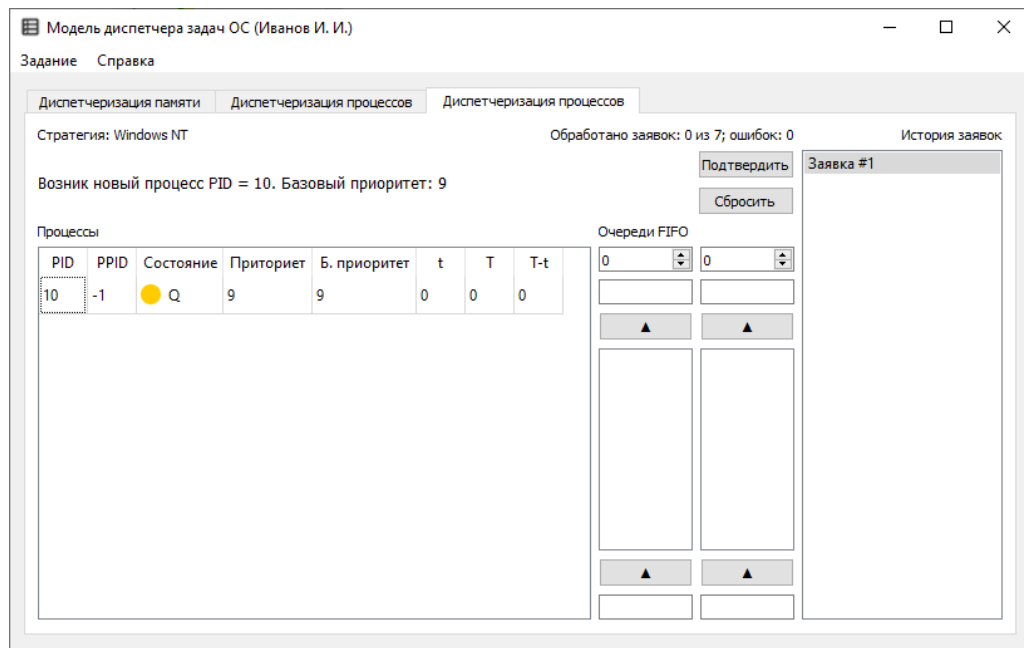 Модель диспетчера задач ОС (Иванов И. И.)
Задание Справка
Диспетчеризация памяти Диспетчеризация процессов Диспетчеризация процессов
Стратегия: Windows NT Обработано заявок: 0 из 7; ошибок: 0 История заявок
Подтвердить Заявка #1
Возник новый процесс PID = 10. Базовый приоритет: 9
Сбросить
Процессы Очереди FIFO
PID PPID Состояние Приториет Б. приоритет t T T-t 0 0
10 -1 Q 9 9 0 0 0
▲ ▲
▲ ▲